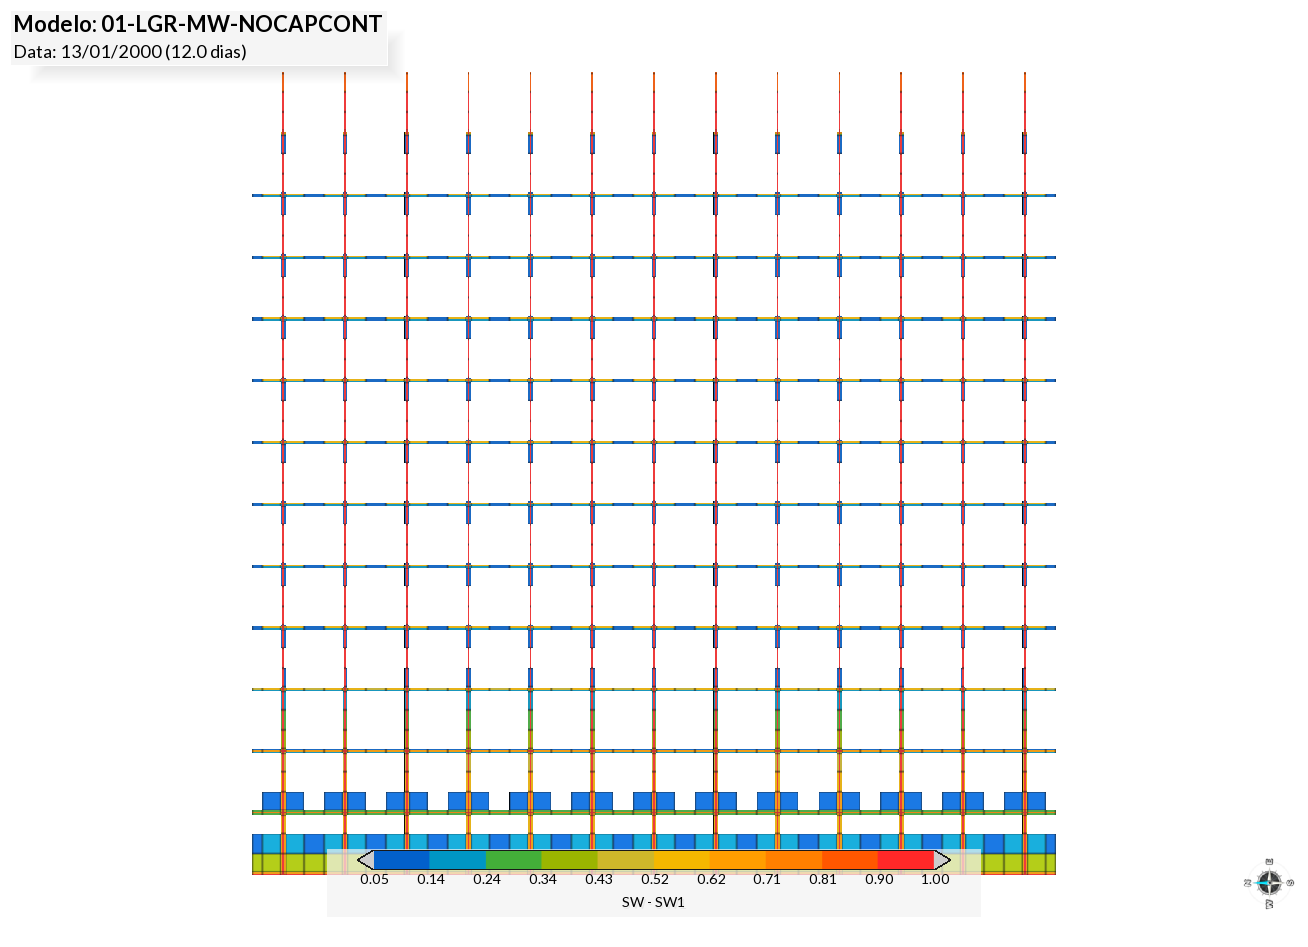 Modelo: 01-LGR-MW-NOCAPCONT
Data: 13/01/2000 (12.0 dias)
0.05 0.14 0.24 0.34 0.43 0.52 0.62 0.71 0.81 0.90 1.00
SW - SW1